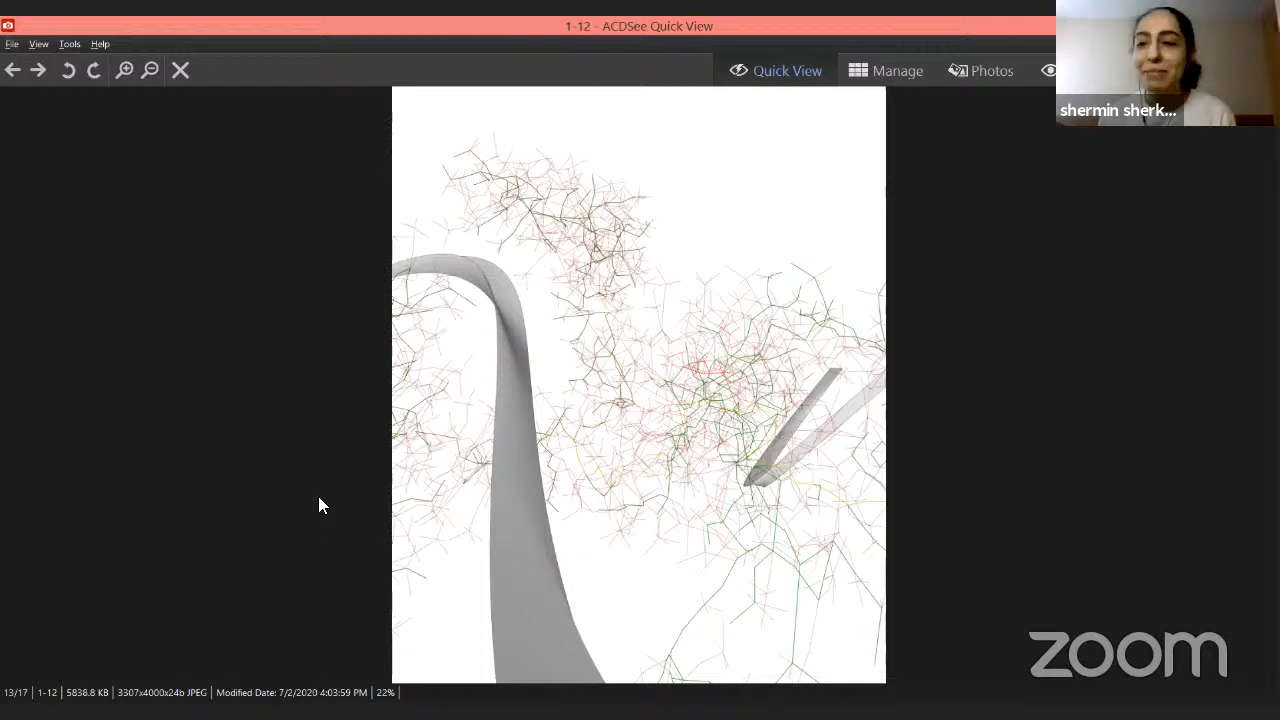 1-12 - ACDSee Quick View
File View Tools Help
Quick View Manage Photos
shermin sherk...
zoom
13/17 1-12 5838.8 KB 3307x4000x24b JPEG Modified Date: 7/2/2020 4:03:59 PM 22%